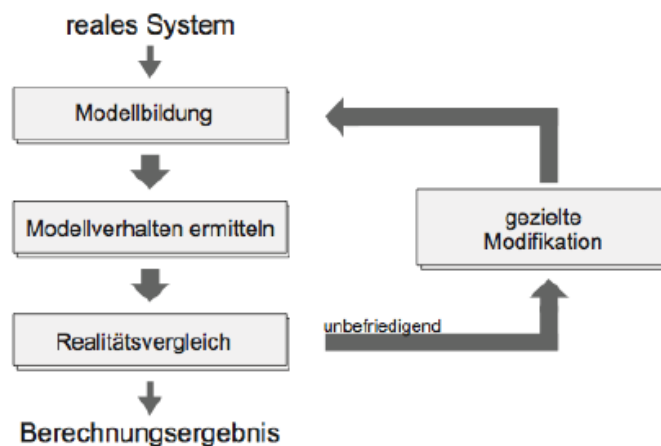 reales System
Modellbildung
Modellverhalten ermitteln
gezielte
Modifikation
Realitätsvergleich
unbefriedigend
Berechnungsergebnis